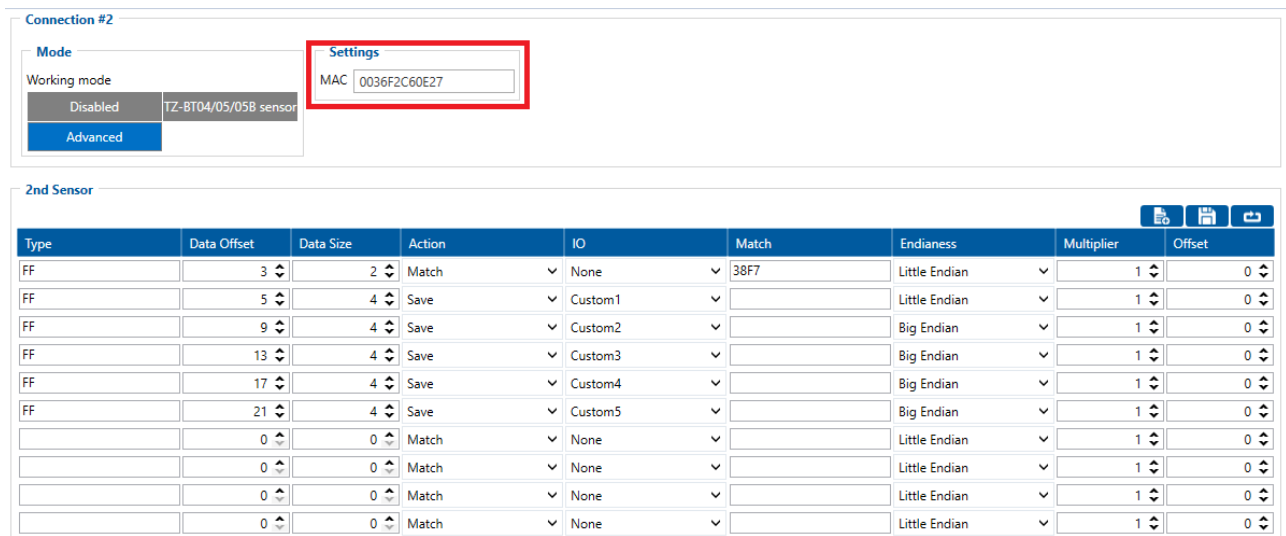 Connection #2
Mode
Settings
Working mode
MAC 0036F2C60E27
Disabled TZ-BT04/05/05B sensor
Advanced
2nd Sensor
Type Data Offset Data Size Action IO Match Endianess Multiplier Offset
FF 3 2 Match None 38F7 Little Endian 1 0
FF 5 4 Save Custom1 Little Endian 1 0
FF 9 4 Save Custom2 Big Endian 1 0
FF 13 4 Save Custom3 Big Endian 1 0
FF 17 4 Save Custom4 Big Endian 1 0
FF 21 4 Save Custom5 Big Endian 1 0
0 0 Match None Little Endian 1 0
0 0 Match None Little Endian 1 0
0 0 Match None Little Endian 1 0
0 0 Match None Little Endian 1 0